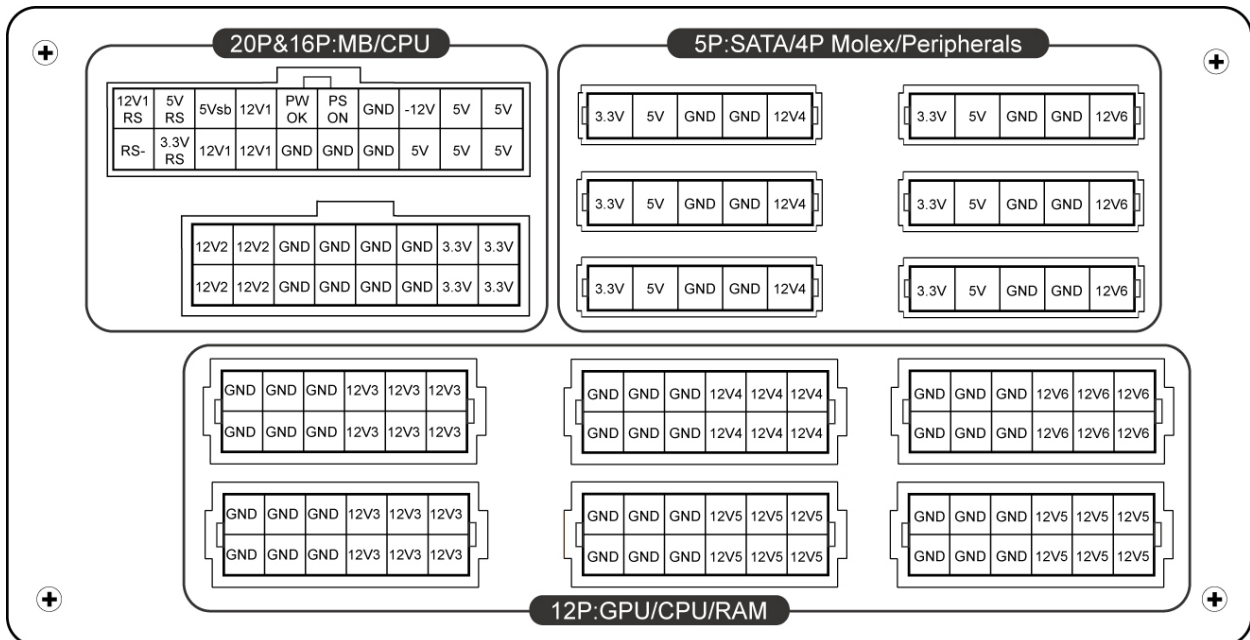 20P&16P:MB/CPU
12V1 RS 5V RS 5Vsb 12V1 PW OK PS ON GND -12V 5V 5V
RS- 3.3V RS 12V1 12V1 GND GND GND 5V 5V 5V
12V2 12V2 GND GND GND GND 3.3V 3.3V
12V2 12V2 GND GND GND GND 3.3V 3.3V
5P:SATA/4P Molex/Peripherals
3.3V 5V GND GND 12V4
3.3V 5V GND GND 12V6
3.3V 5V GND GND 12V4
3.3V 5V GND GND 12V6
3.3V 5V GND GND 12V4
3.3V 5V GND GND 12V6
GND GND GND 12V3 12V3 12V3
GND GND GND 12V3 12V3 12V3
GND GND GND 12V4 12V4 12V4
GND GND GND 12V4 12V4 12V4
GND GND GND 12V6 12V6 12V6
GND GND GND 12V6 12V6 12V6
GND GND GND 12V3 12V3 12V3
GND GND GND 12V3 12V3 12V3
GND GND GND 12V5 12V5 12V5
GND GND GND 12V5 12V5 12V5
GND GND GND 12V5 12V5 12V5
GND GND GND 12V5 12V5 12V5
12P:GPU/CPU/RAM